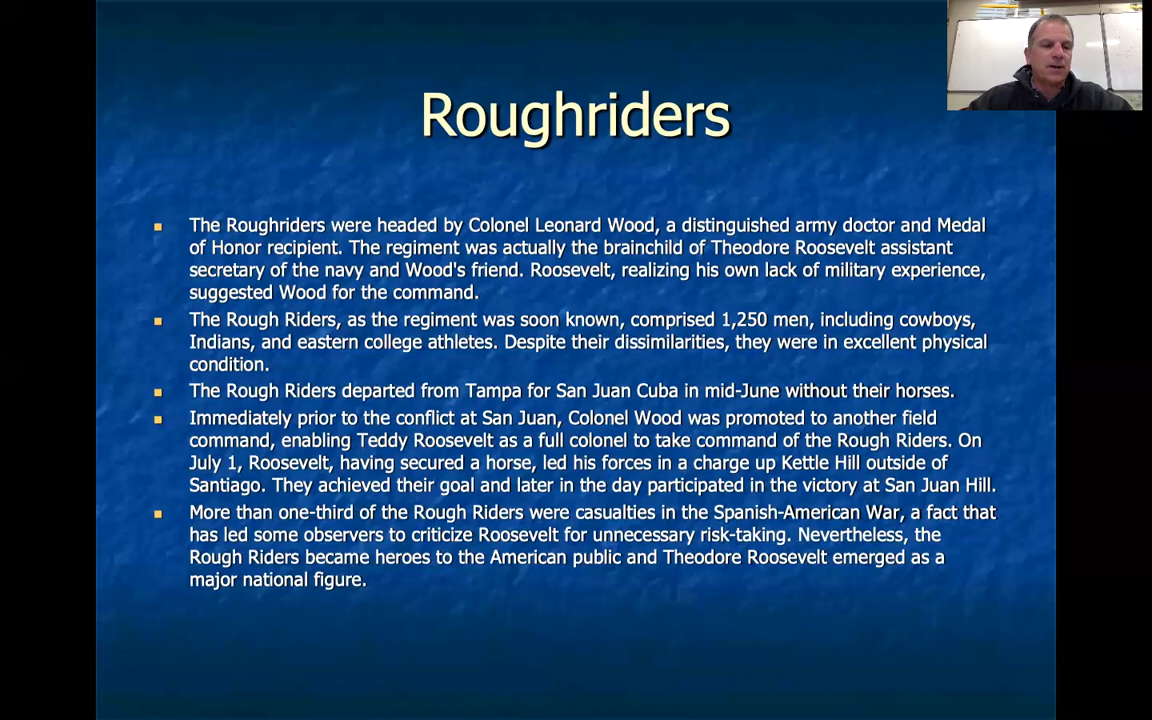 Roughriders
The Roughriders were headed by Colonel Leonard Wood, a distinguished army doctor and Medal
of Honor recipient. The regiment was actually the brainchild of Theodore Roosevelt assistant
secretary of the navy and Wood's friend. Roosevelt, realizing his own lack of military experience,
suggested Wood for the command.
The Rough Riders, as the regiment was soon known, comprised 1,250 men, including cowboys,
Indians, and eastern college athletes. Despite their dissimilarities, they were in excellent physical
condition.
The Rough Riders departed from Tampa for San Juan Cuba in mid-June without their horses.
Immediately prior to the conflict at San Juan, Colonel Wood was promoted to another field
command, enabling Teddy Roosevelt as a full colonel to take command of the Rough Riders. On
July 1, Roosevelt, having secured a horse, led his forces in a charge up Kettle Hill outside of
Santiago. They achieved their goal and later in the day participated in the victory at San Juan Hill.
More than one-third of the Rough Riders were casualties in the Spanish-American War, a fact that
has led some observers to criticize Roosevelt for unnecessary risk-taking. Nevertheless, the
Rough Riders became heroes to the American public and Theodore Roosevelt emerged as a
major national figure.